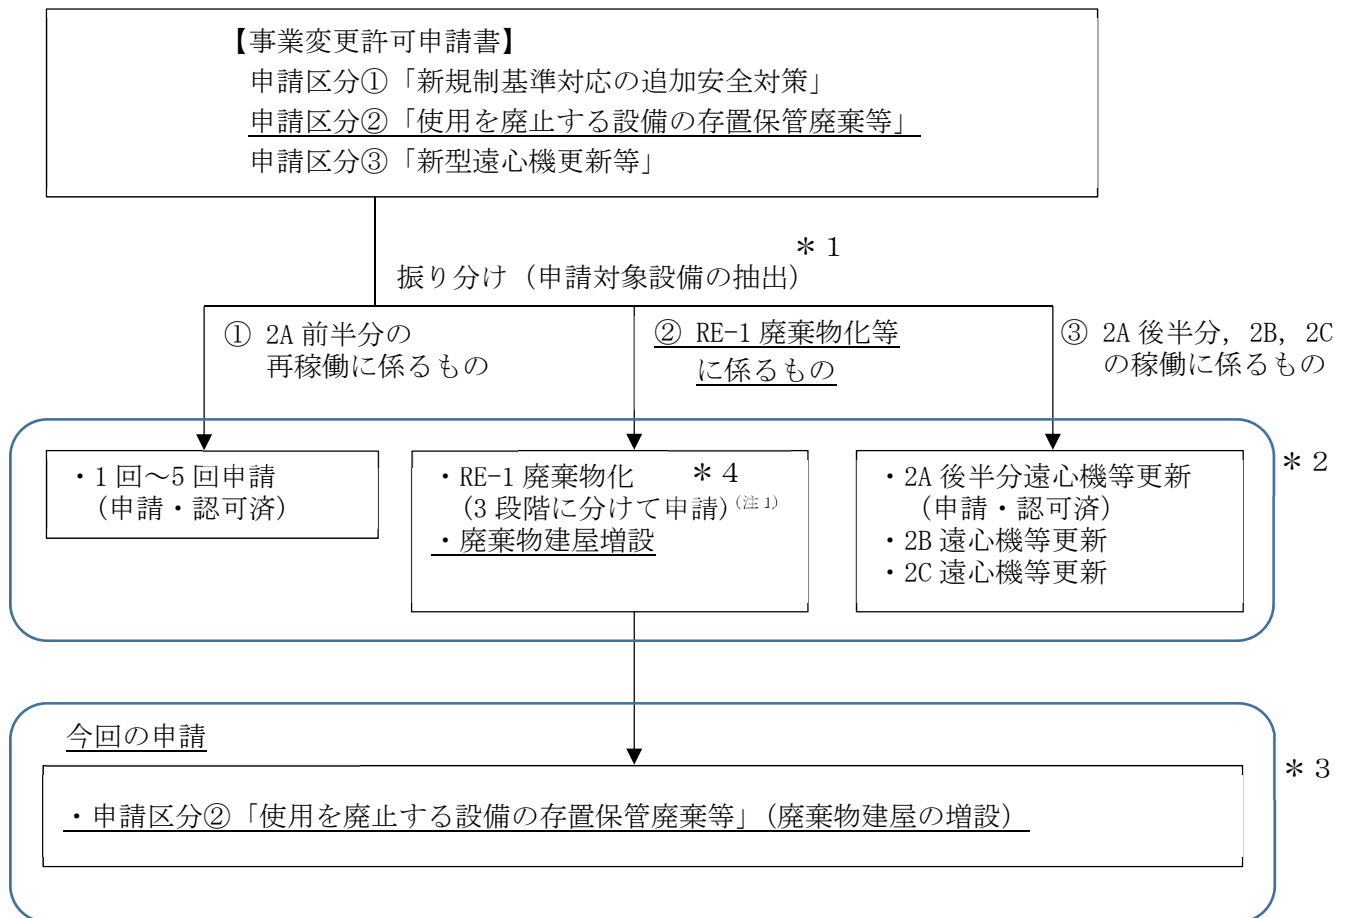 【事業変更許可申請書】
申請区分①「新規制基準対応の追加安全対策」
申請区分②「使用を廃止する設備の存置保管廃棄等」
申請区分③「新型遠心機更新等」
＊１
振り分け（申請対象設備の抽出）
① 2A 前半分の
再稼働に係るもの
② RE-1 廃棄物化等
に係るもの
③ 2A 後半分, 2B, 2C
の稼働に係るもの
＊２
・1 回～5 回申請
（申請・認可済）
・RE-1 廃棄物化 ＊４
（3 段階に分けて申請）（注 1）
・廃棄物建屋増設
・2A 後半分遠心機等更新
（申請・認可済）
・2B 遠心機等更新
・2C 遠心機等更新
今回の申請
＊３
・申請区分②「使用を廃止する設備の存置保管廃棄等」（廃棄物建屋の増設）